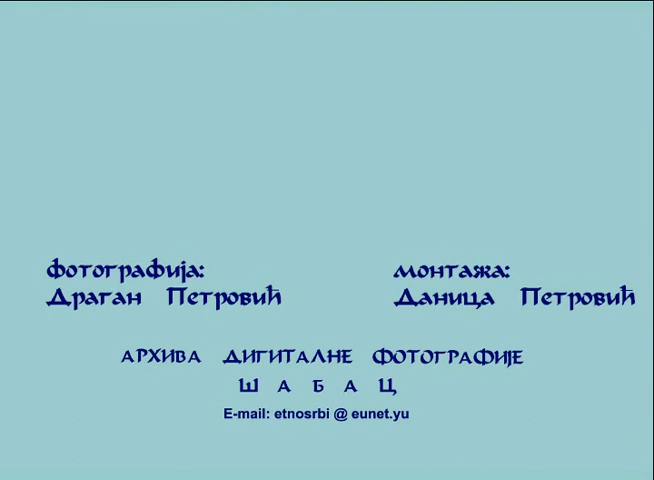 фотографија:
Драган Петровић
монтажа:
Даница Петровић
АРХИВА ДИГИТАЛНЕ ФОТОГРАФИЈЕ
Ш А Б А Ц
E-mail: etnosrbi @ eunet.yu